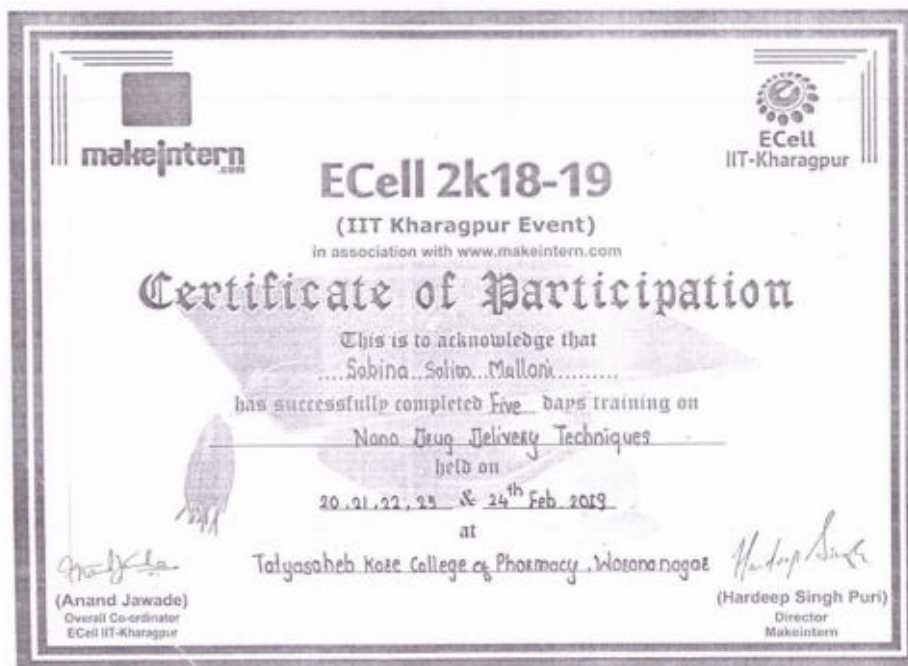 makeintern
.com
ECell
IIT-Kharagpur
ECell 2k18-19
(IIT Kharagpur Event)
in association with www.makeintern.com
Certificate of Participation
This is to acknowledge that
....Sabina Salim Mullani.........
has successfully completed Five days training on
Nano Drug Delivery Techniques
held on
20,21,22,23 & 24th Feb 2019
at
Tatyasaheb Kore College of Pharmacy, Warananagar
(Anand Jawade)
Overall Co-ordinator
ECell IIT-Kharagpur
Hardeep Singh
(Hardeep Singh Puri)
Director
Makeintern